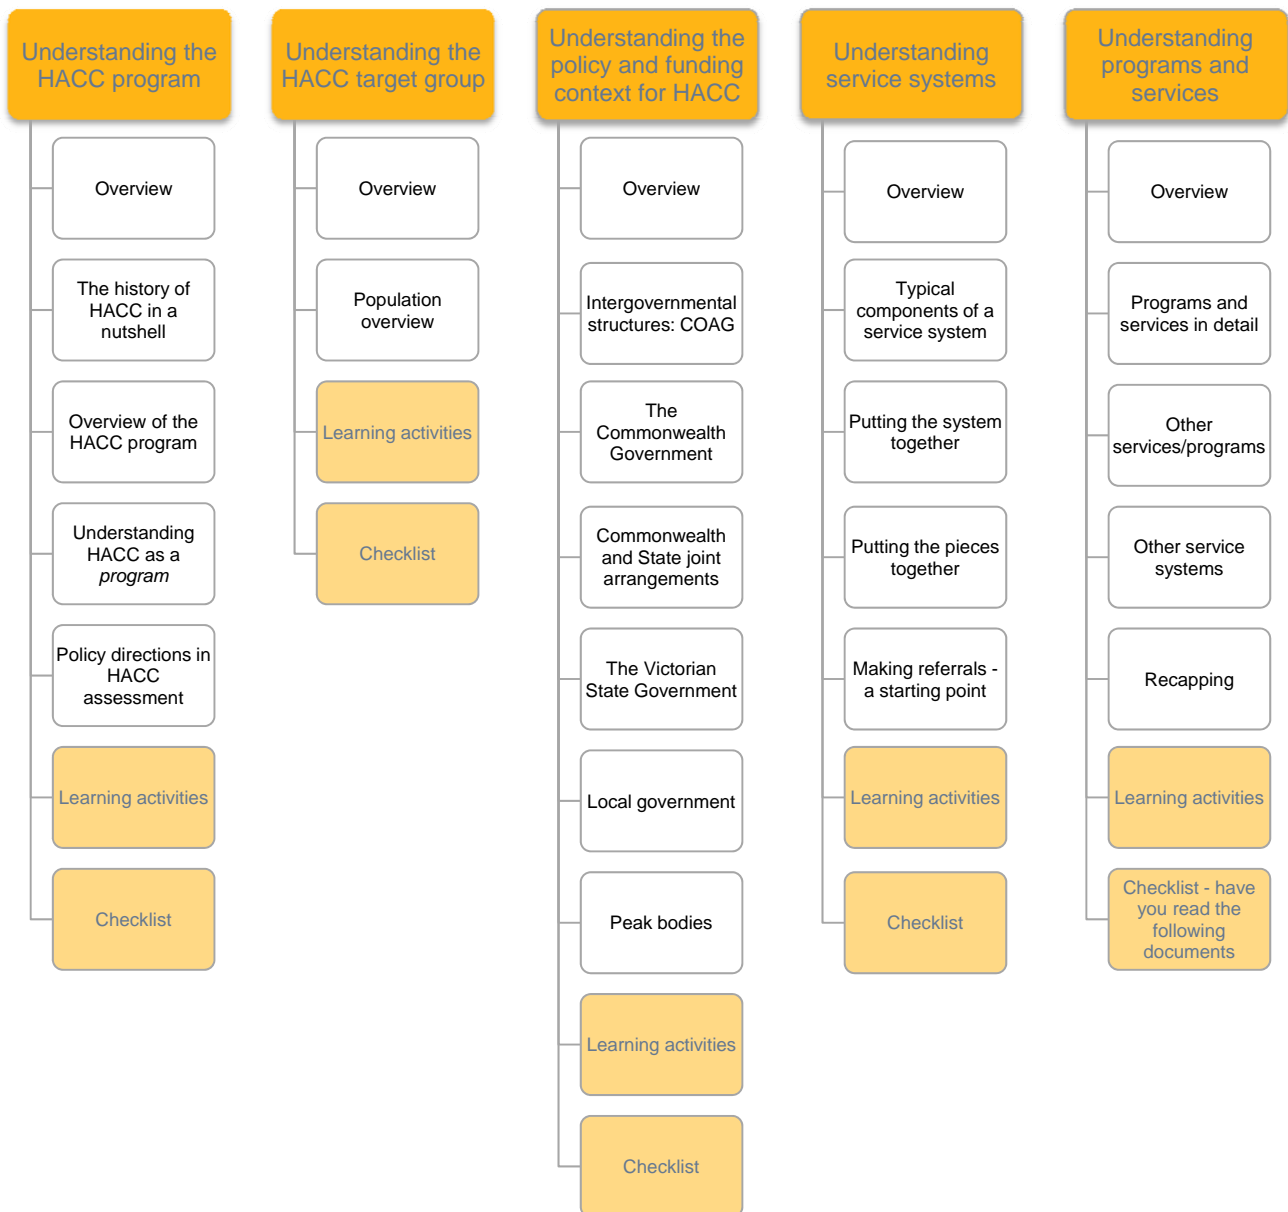 Understanding the
HACC program
Overview
The history of
HACC in a
nutshell
Overview of the
HACC program
Understanding
HACC as a
program
Policy directions in
HACC
assessment
Learning activities
Checklist
Understanding the
HACC target group
Overview
Population
overview
Learning activities
Checklist
Understanding the
policy and funding
context for HACC
Overview
Intergovernmental
structures: COAG
The
Commonwealth
Government
Commonwealth
and State joint
arrangements
The Victorian
State Government
Local government
Peak bodies
Learning activities
Checklist
Understanding
service systems
Overview
Typical
components of a
service system
Putting the system
together
Putting the pieces
together
Making referrals -
a starting point
Learning activities
Checklist
Understanding
programs and
services
Overview
Programs and
services in detail
Other
services/programs
Other service
systems
Recapping
Learning activities
Checklist - have
you read the
following
documents